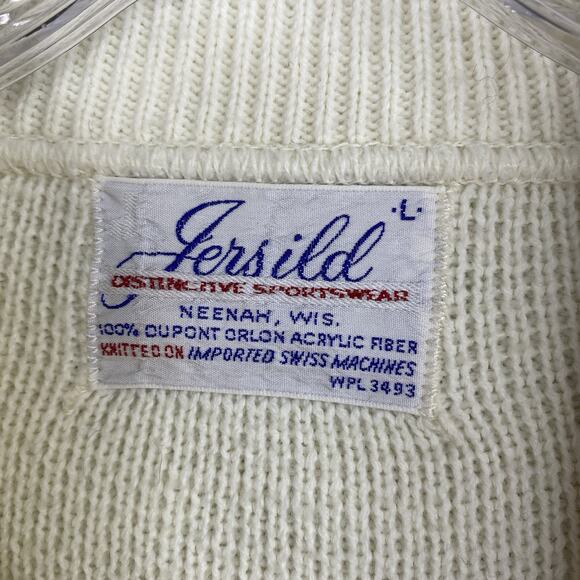 ·L·
Jersild
DISTINCTIVE SPORTSWEAR
NEENAH, WIS.
100% DUPONT ORLON ACRYLIC FIBER
KNITTED ON IMPORTED SWISS MACHINES
WPL 3493